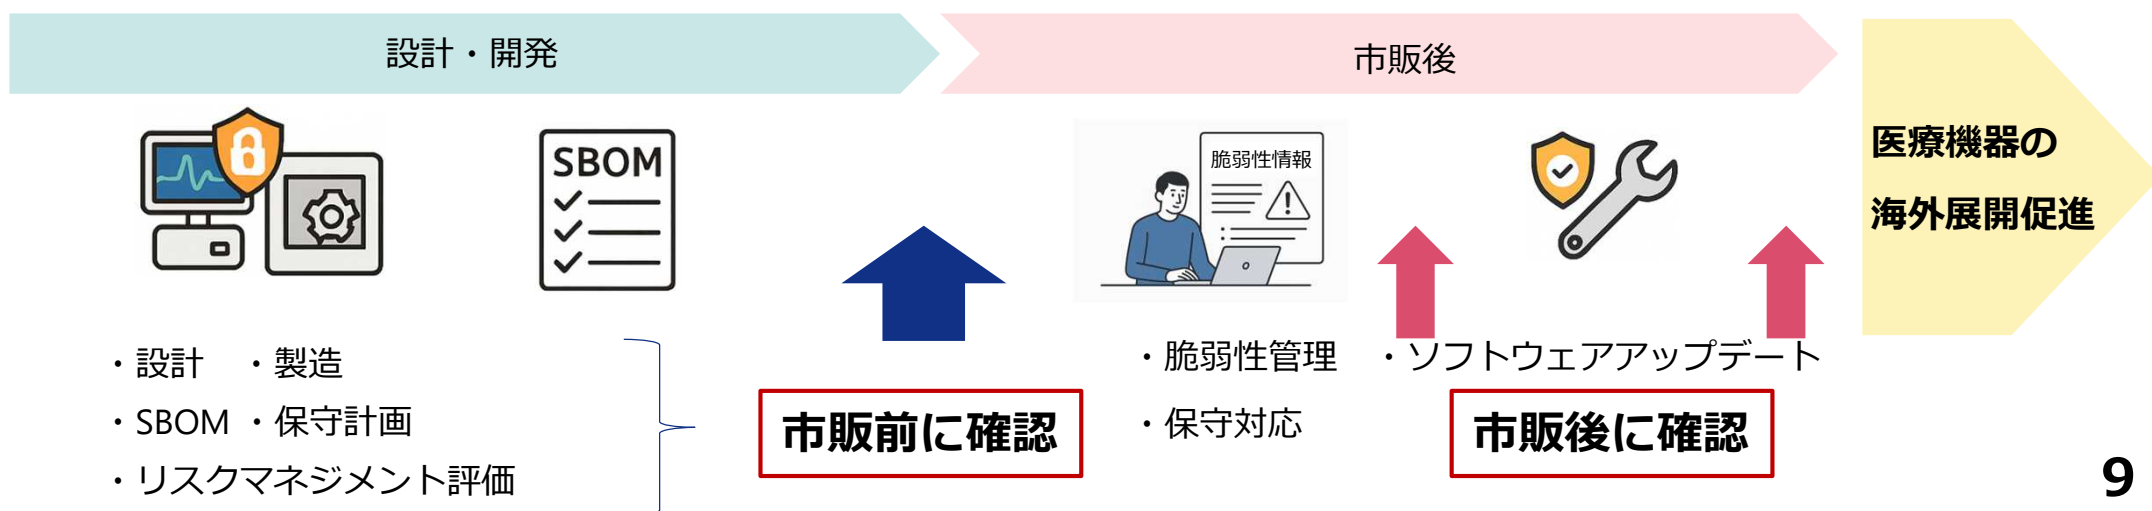 設計・開発
市販後
SBOM
脆弱性情報
医療機器の
海外展開促進
・設計　・製造
・SBOM ・保守計画
・リスクマネジメント評価
市販前に確認
・脆弱性管理　・ソフトウェアアップデート
・保守対応
市販後に確認
9